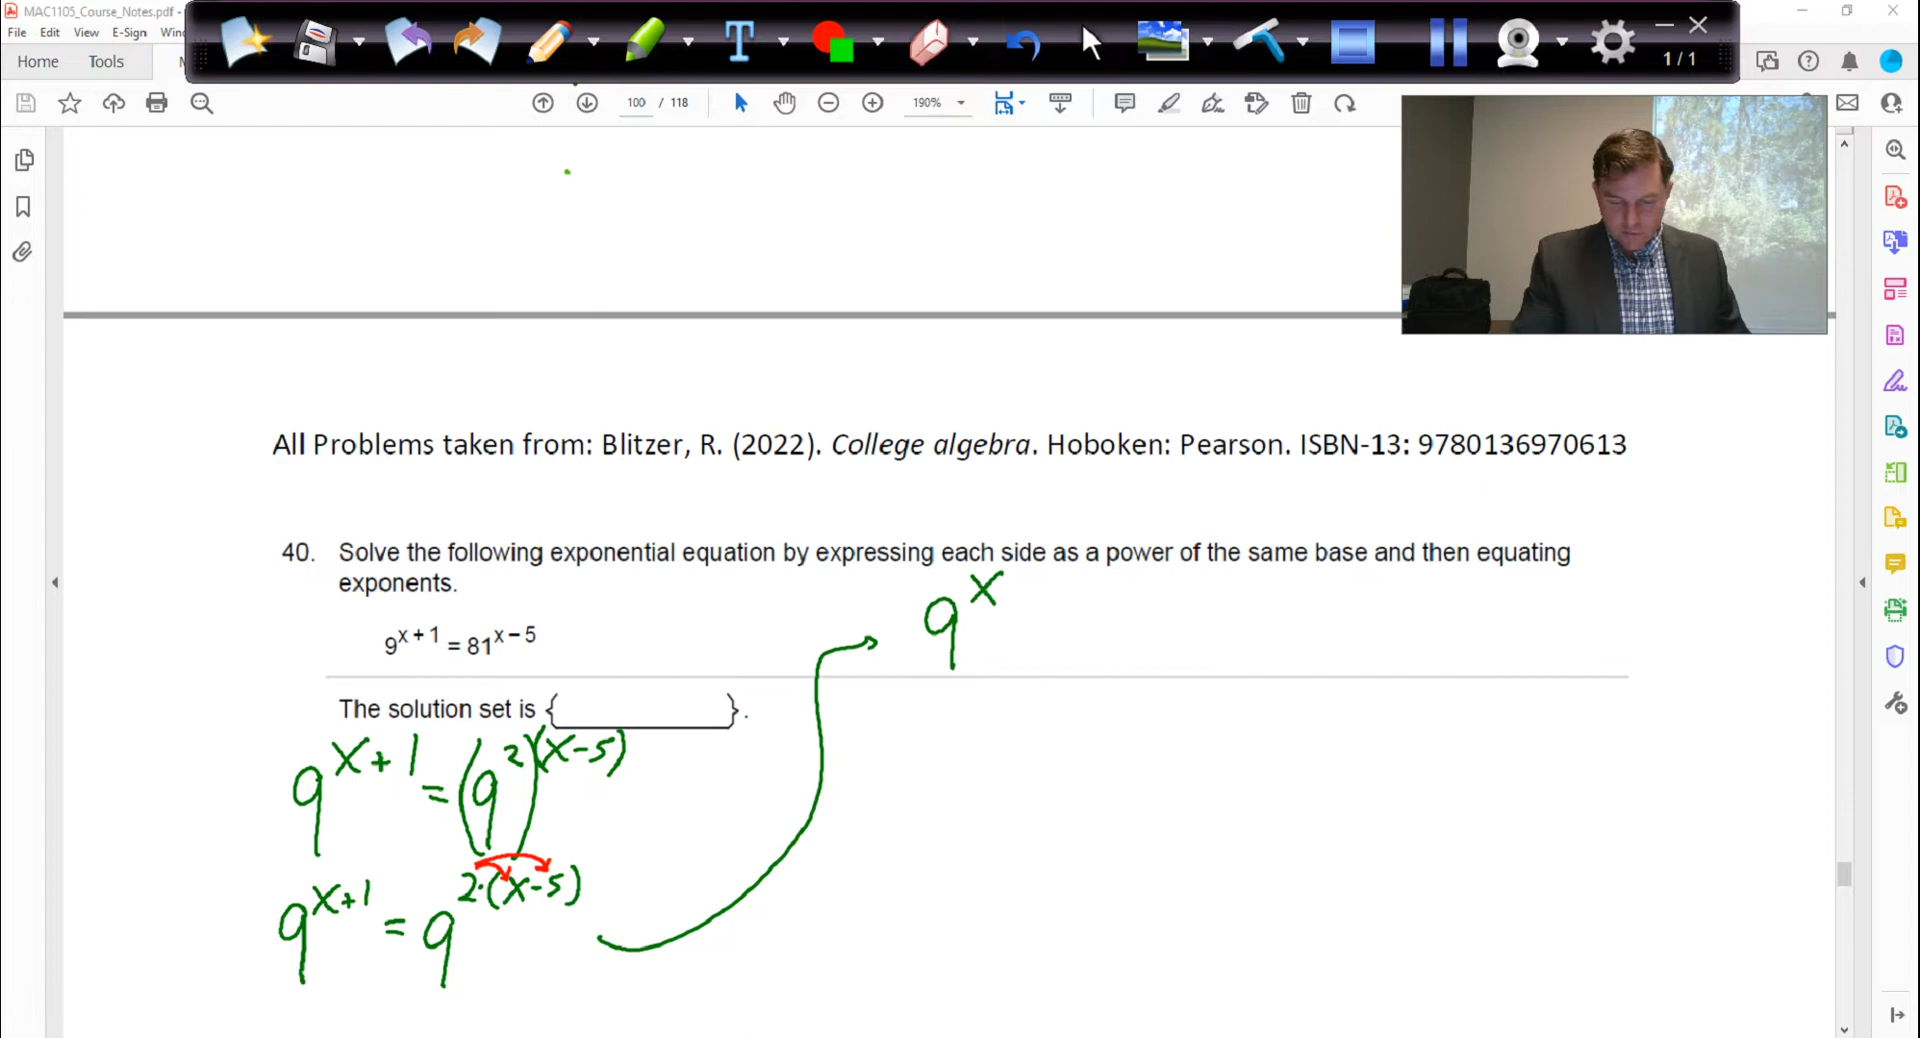 MAC1105_Course_Notes.pdf -
File Edit View E-Sign Win
1 / 1
Home Tools
100 / 118
190%
All Problems taken from: Blitzer, R. (2022). College algebra. Hoboken: Pearson. ISBN-13: 9780136970613
40. Solve the following exponential equation by expressing each side as a power of the same base and then equating
exponents.
9^x
9^{x + 1} = 81^{x – 5}
The solution set is { }.
9^{x+1} = (9^2)^{(x-5)}
9^{x+1} = 9^{2·(x-5)}